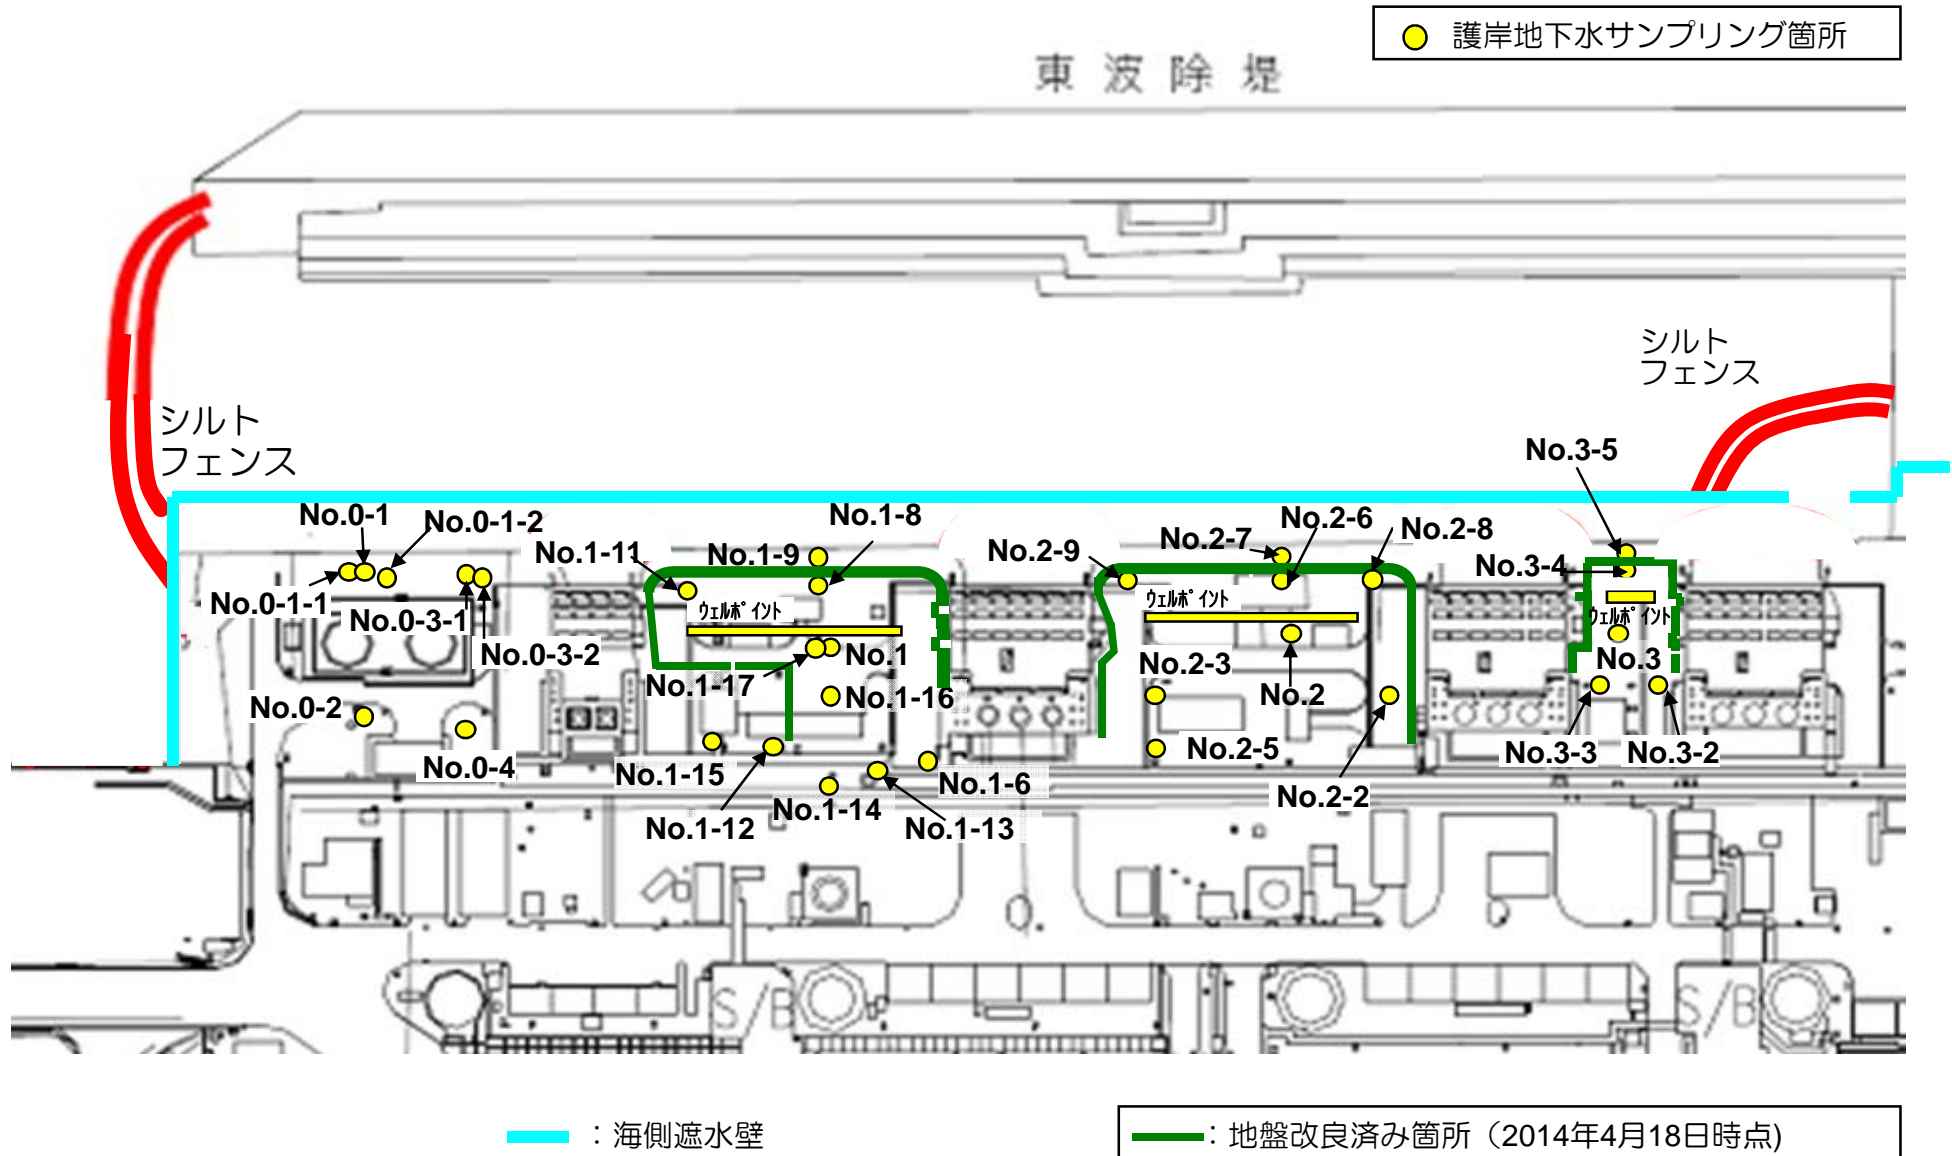 護岸地下水サンプリング箇所
東波除堤
シルト
フェンス
シルト
フェンス
No.3-5
No.0-1
No.0-1-2
No.1-8
No.2-6
No.2-8
No.1-11
No.1-9
No.2-9
No.2-7
No.3-4
No.0-1-1
No.0-3-1
ウェルポイント
ウェルポイント
ウェルポイント
No.0-3-2
No.1
No.2-3
No.3
No.1-17
No.1-16
No.2
No.0-2
No.0-4
No.1-15
No.1-6
No.2-5
No.3-3
No.3-2
No.1-14
No.2-2
No.1-12
No.1-13
S/B
S/B
：海側遮水壁
：地盤改良済み箇所（2014年4月18日時点)